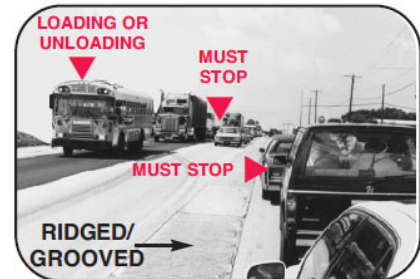 LOADING OR
UNLOADING
MUST
STOP
MUST STOP
RIDGED/
GROOVED